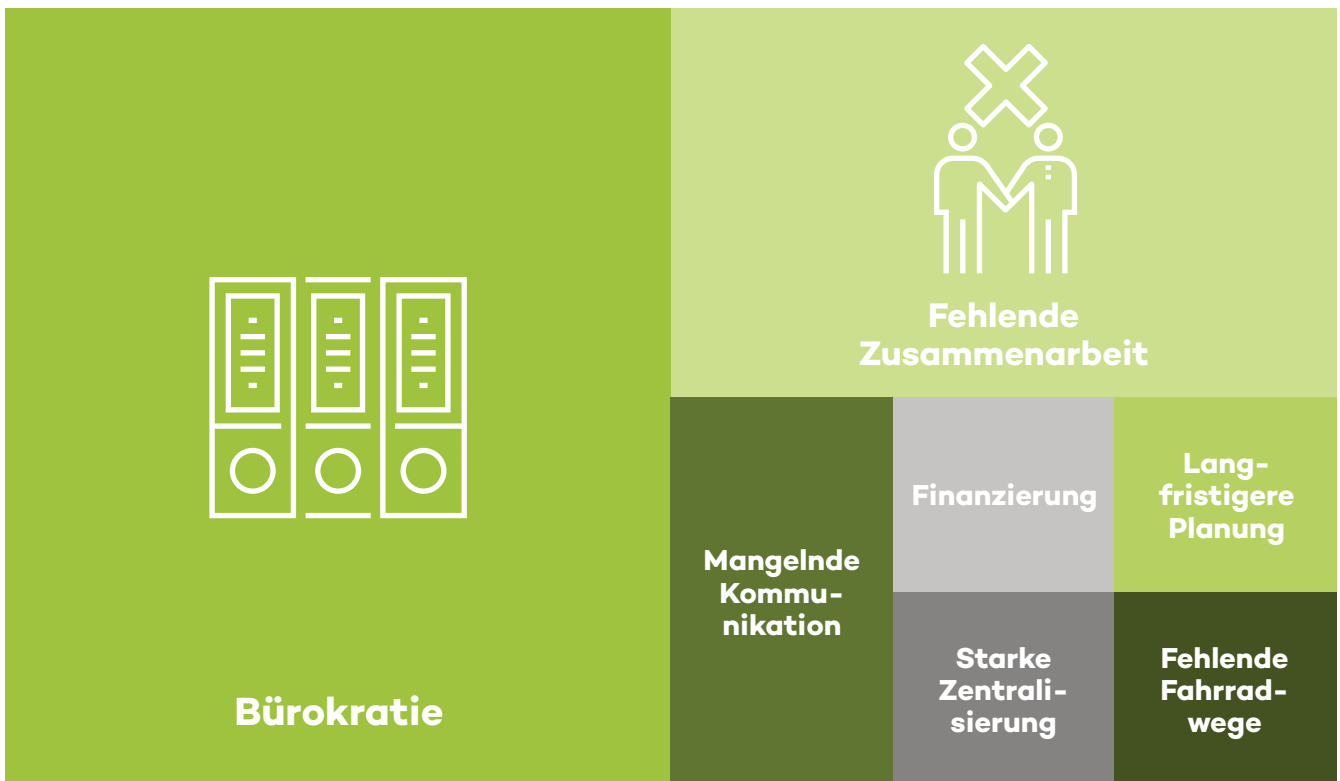 Bürokratie
Fehlende
Zusammenarbeit
Mangelnde
Kommu-
nikation
Finanzierung
Lang-
fristigere
Planung
Starke
Zentrali-
sierung
Fehlende
Fahrrad-
wege